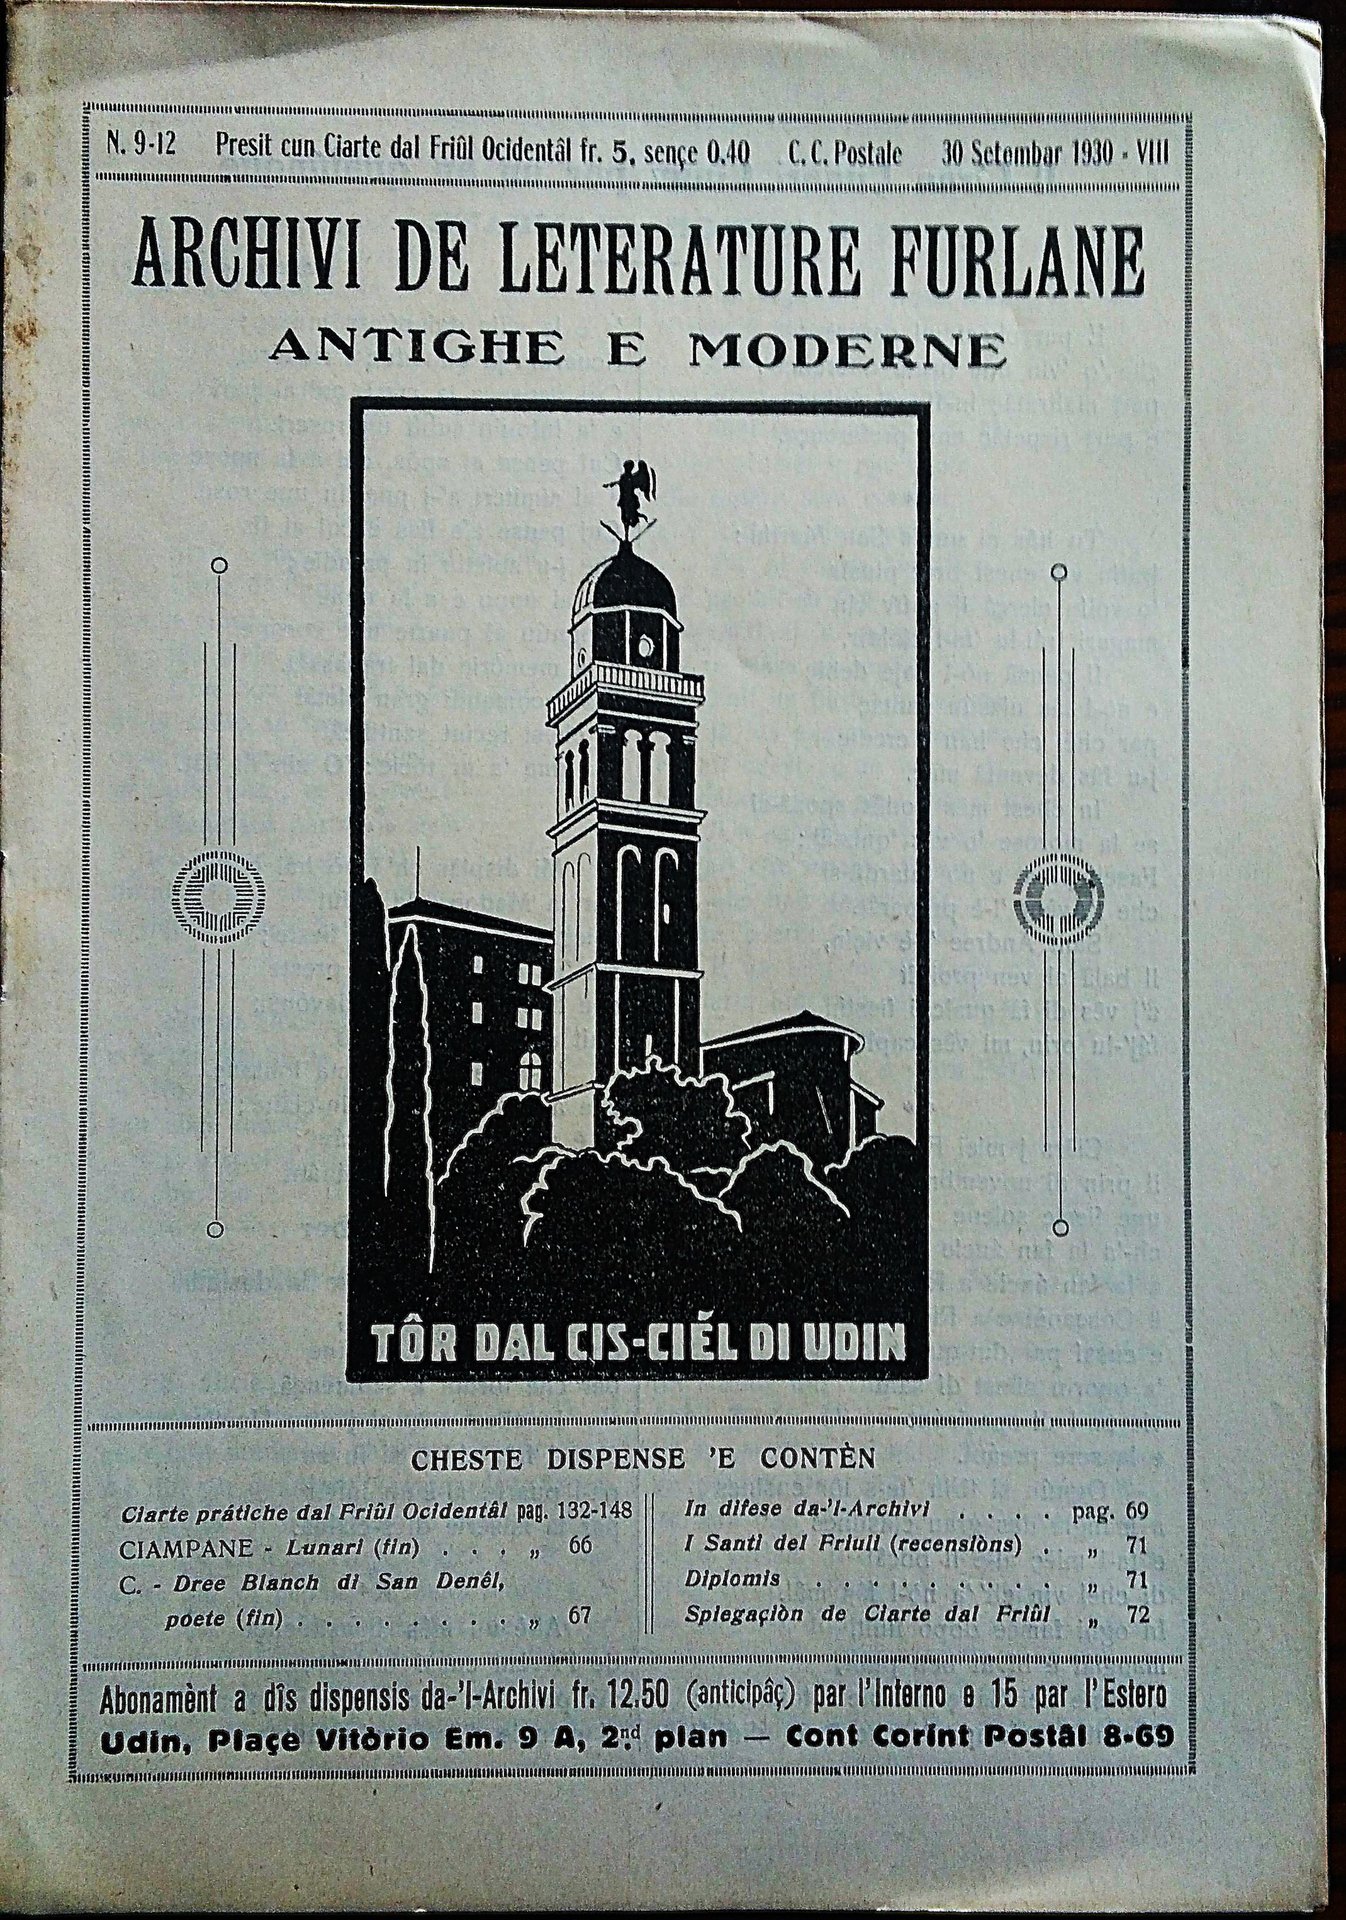 N. 9-12 Presit cun Ciarte dal Friûl Ocidentâl fr. 5, sençe 0.40 C. C. Postale 30 Setembar 1930 - VIII
ARCHIVI DE LETERATURE FURLANE
ANTIGHE E MODERNE
TÔR DAL CIS-CIÉL DI UDIN
CHESTE DISPENSE 'E CONTÈN
Ciarte prátiche dal Friûl Ocidentâl pag. 132-148
CIAMPANE - Lunari (fin) . . . „ 66
C. - Dree Blanch di San Denêl,
poete (fin) . . . . . . . . „ 67
In difese da-'l-Archivi . . . . pag. 69
I Santi del Friuli (recensiòns) . „ 71
Diplomis . . . . . . . . . . „ 71
Spiegaçiòn de Ciarte dal Friûl „ 72
Abonamènt a dîs dispensis da-'l-Archivi fr. 12.50 (anticipâç) par l'Interno e 15 par l'Estero
Udin, Plaçe Vitòrio Em. 9 A, 2.nd plan — Cont Corint Postâl 8-69